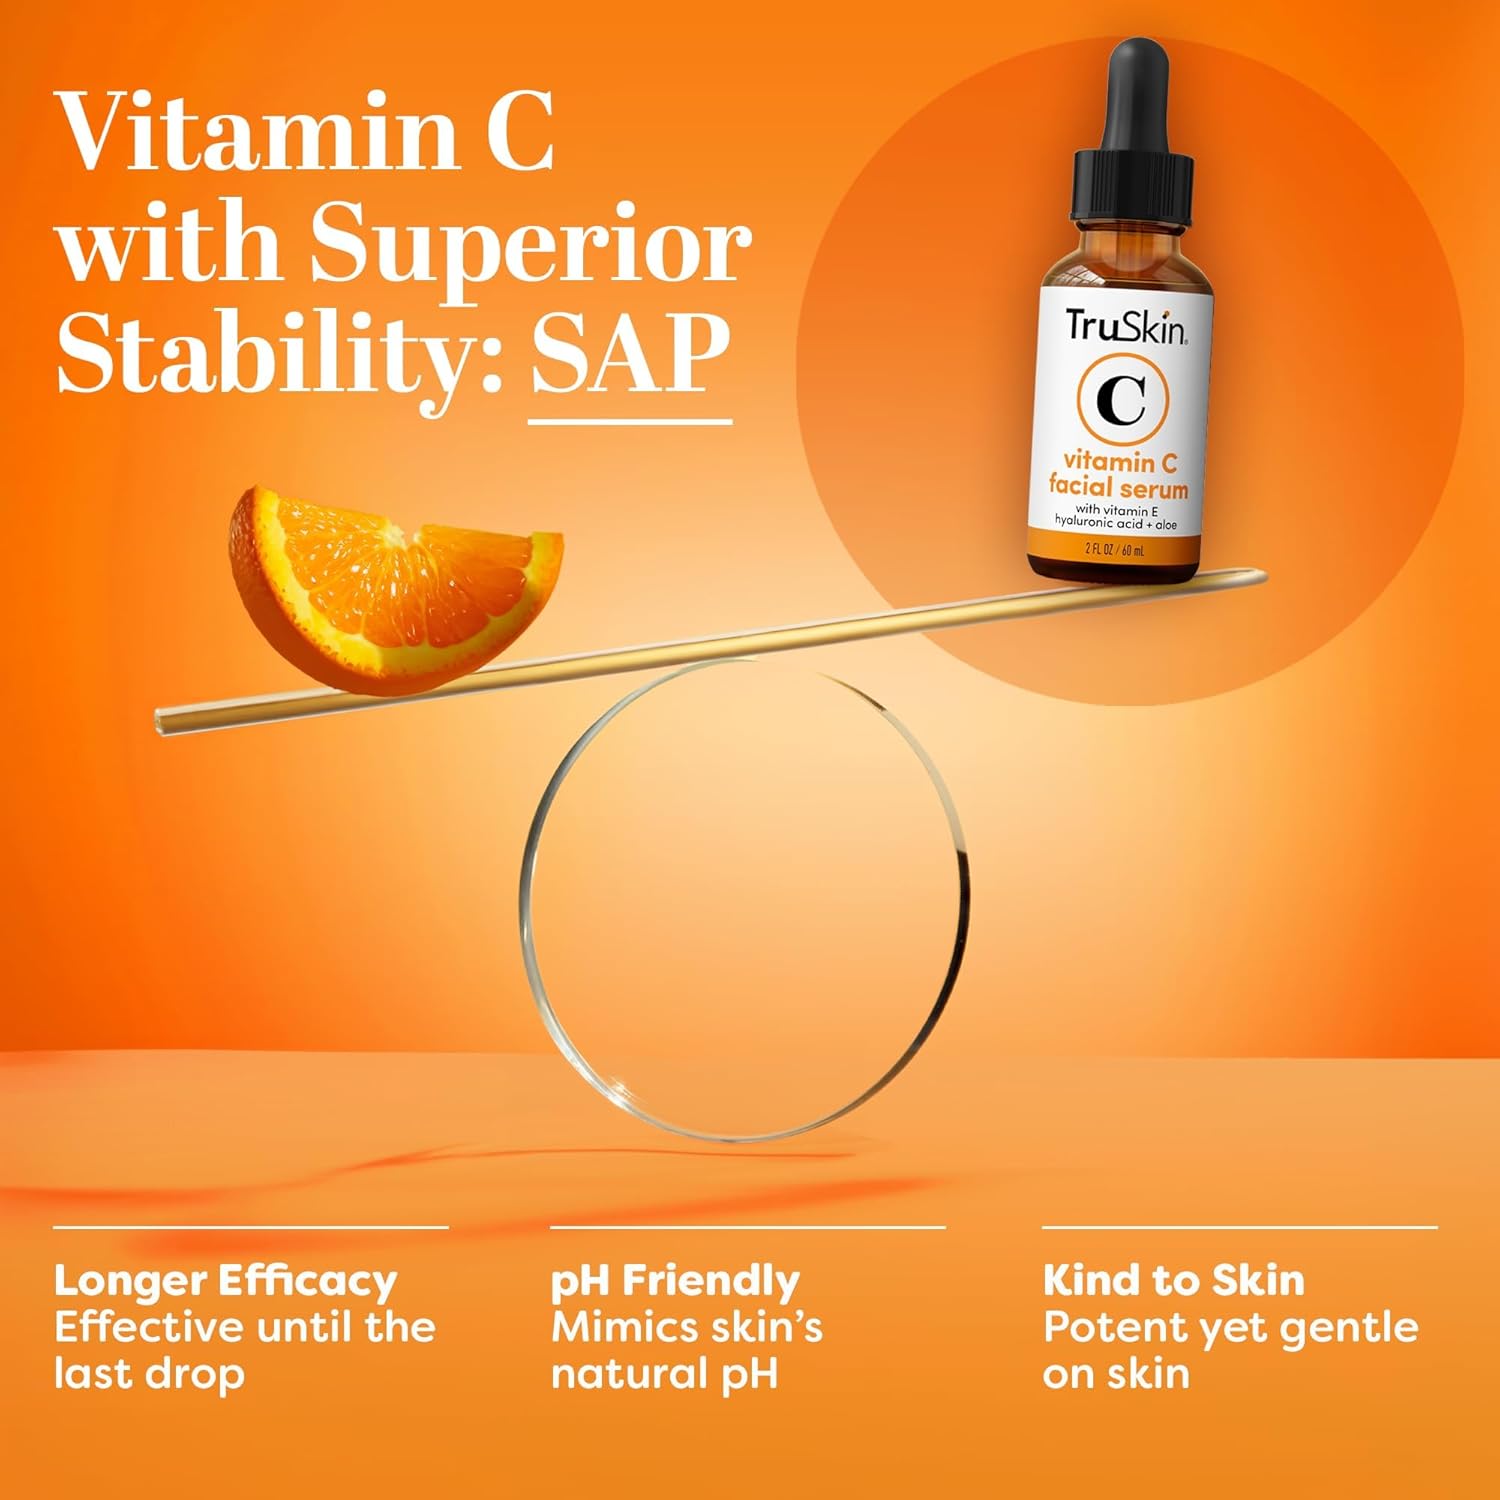 Vitamin C
with Superior
Stability: SAP
TruSkin®
C
vitamin C
facial serum
with vitamin E
hyaluronic acid + aloe
2 FL OZ / 60 mL
Longer Efficacy
Effective until the
last drop
pH Friendly
Mimics skin's
natural pH
Kind to Skin
Potent yet gentle
on skin